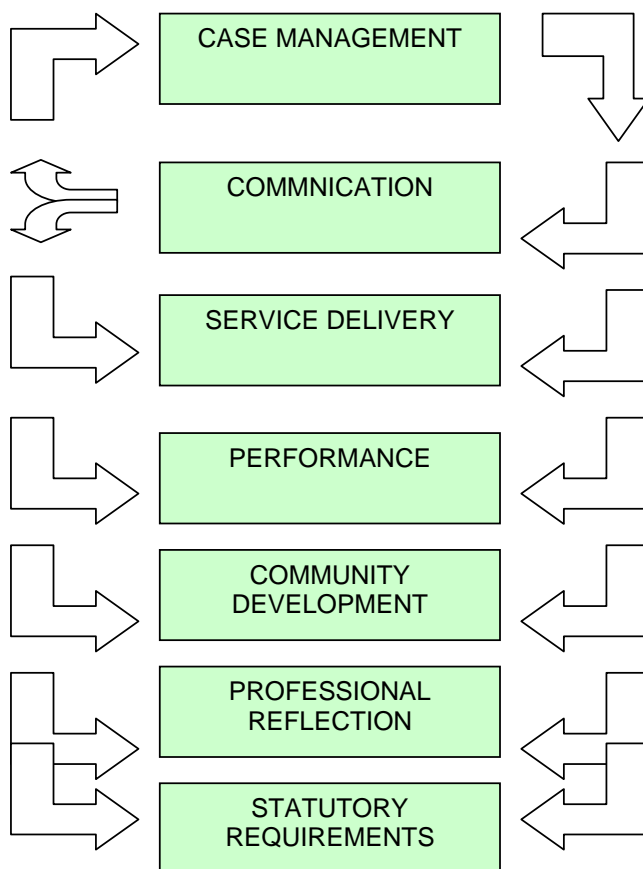 CASE MANAGEMENT
COMMNICATION
SERVICE DELIVERY
PERFORMANCE
COMMUNITY
DEVELOPMENT
PROFESSIONAL
REFLECTION
STATUTORY
REQUIREMENTS